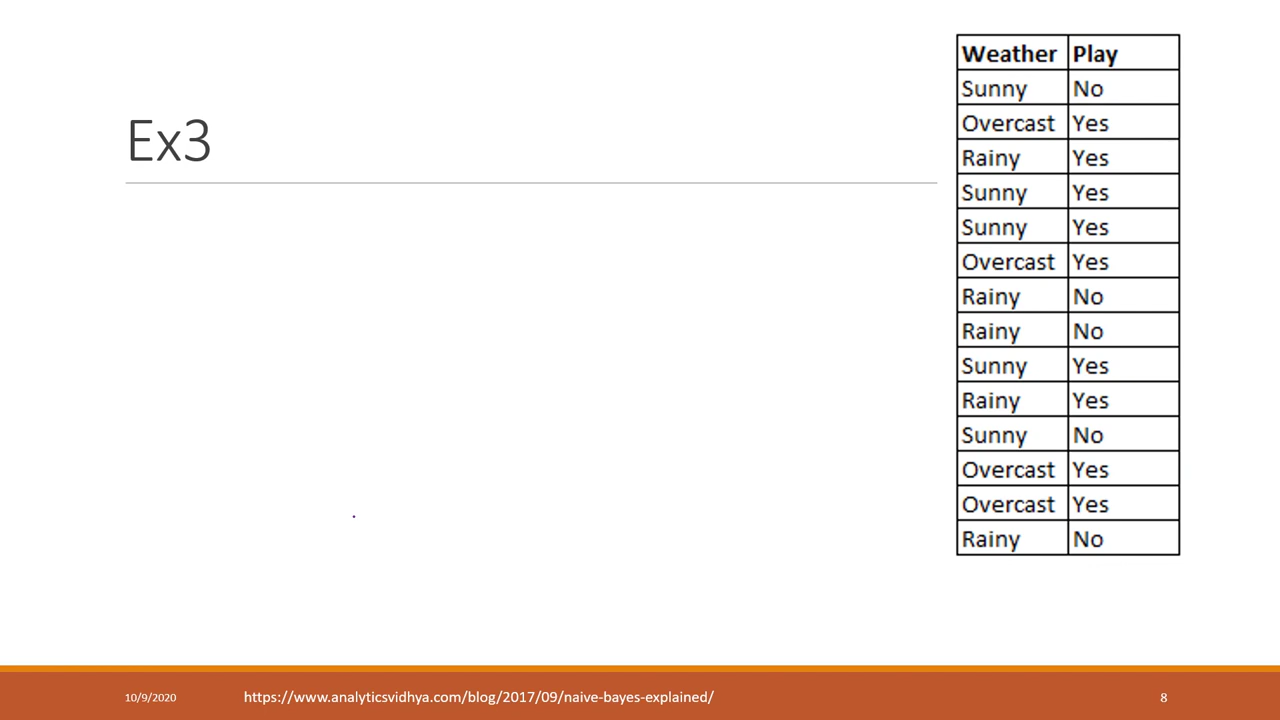 Ex3
Weather Play
Sunny No
Overcast Yes
Rainy Yes
Sunny Yes
Sunny Yes
Overcast Yes
Rainy No
Rainy No
Sunny Yes
Rainy Yes
Sunny No
Overcast Yes
Overcast Yes
Rainy No
10/9/2020 https://www.analyticsvidhya.com/blog/2017/09/naive-bayes-explained/ 8